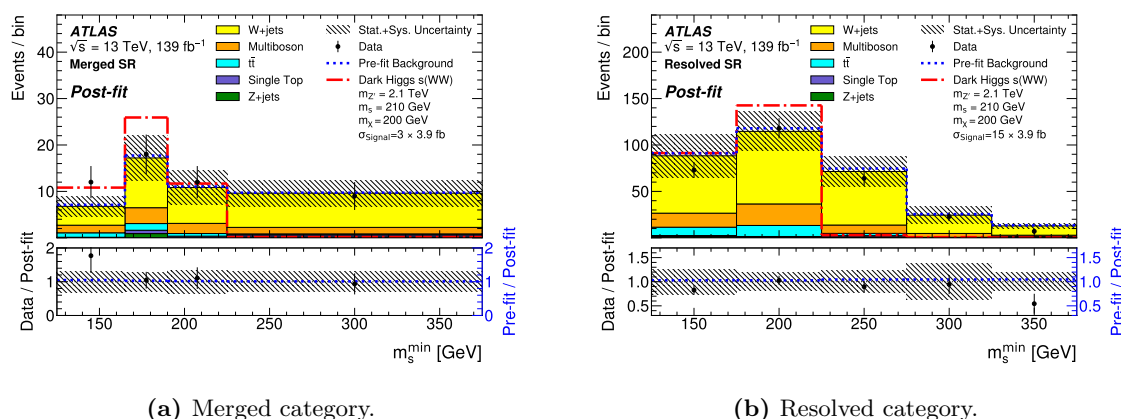 Events / bin
48
38
29
20
10
ATLAS
√s = 13 TeV, 139 fb⁻¹
Merged SR
Post-fit
W+jets
Multiboson
tt̄
Single Top
Z+jets
Stat.+Sys. Uncertainty
Data
Pre-fit Background
Dark Higgs s(WW)
m_Z' = 2.1 TeV
m_s = 210 GeV
m_χ = 200 GeV
σ_Signal=3 × 3.9 fb
Data / Post-fit
2
1
0
2
1
0
Pre-fit / Post-fit
150 200 250 300 350
m_s^min [GeV]
(a) Merged category.
Events / bin
240
190
140
100
50
ATLAS
√s = 13 TeV, 139 fb⁻¹
Resolved SR
Post-fit
W+jets
Multiboson
tt̄
Single Top
Z+jets
Stat.+Sys. Uncertainty
Data
Pre-fit Background
Dark Higgs s(WW)
m_Z' = 2.1 TeV
m_s = 210 GeV
m_χ = 200 GeV
σ_Signal=15 × 3.9 fb
Data / Post-fit
1.5
1.0
0.5
1.5
1.0
0.5
Pre-fit / Post-fit
150 200 250 300 350
m_s^min [GeV]
(b) Resolved category.